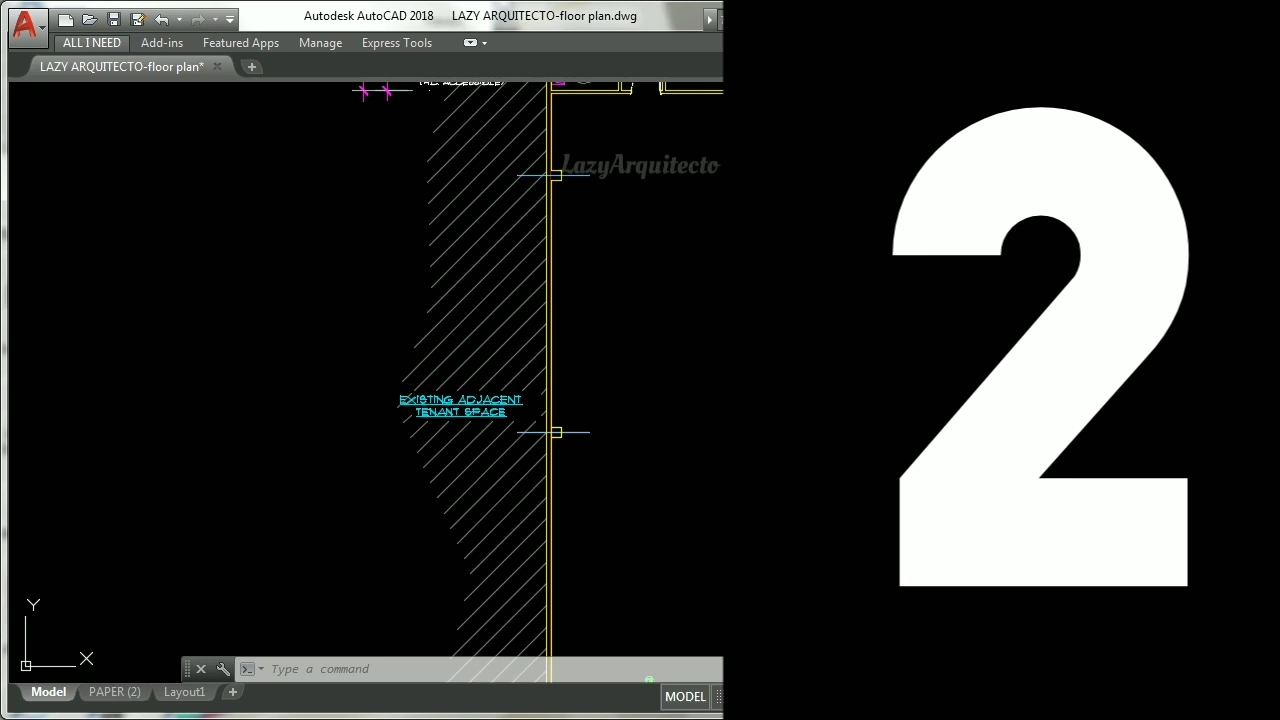 Autodesk AutoCAD 2018 LAZY ARQUITECTO-floor plan.dwg
ALL I NEED Add-ins Featured Apps Manage Express Tools
LAZY ARQUITECTO-floor plan*
LazyArquitecto
EXISTING ADJACENT
TENANT SPACE
2
Y
X
Type a command
Model PAPER (2) Layout1
MODEL